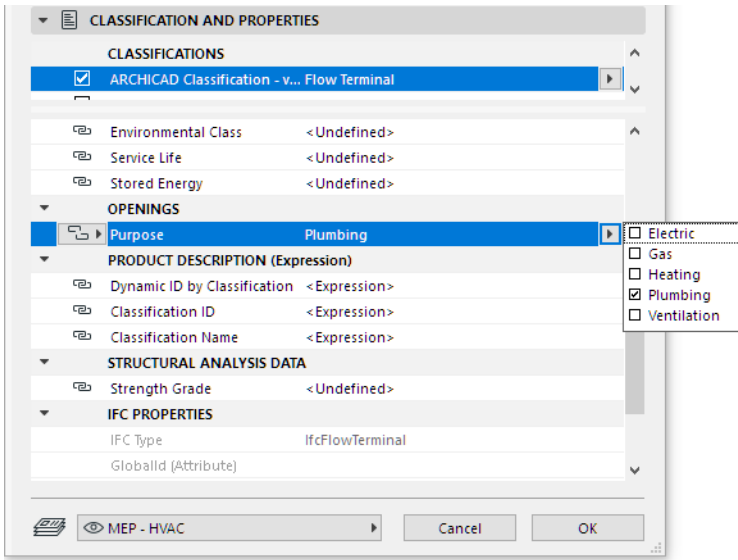 CLASSIFICATION AND PROPERTIES
CLASSIFICATIONS
ARCHICAD Classification - v... Flow Terminal
Environmental Class <Undefined>
Service Life <Undefined>
Stored Energy <Undefined>
OPENINGS
Purpose Plumbing
Electric
Gas
Heating
Plumbing
Ventilation
PRODUCT DESCRIPTION (Expression)
Dynamic ID by Classification <Expression>
Classification ID <Expression>
Classification Name <Expression>
STRUCTURAL ANALYSIS DATA
Strength Grade <Undefined>
IFC PROPERTIES
IFC Type IfcFlowTerminal
GlobalId (Attribute)
MEP - HVAC Cancel OK